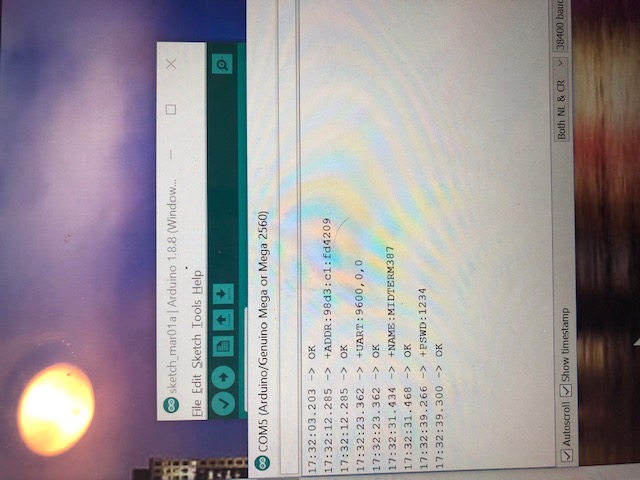 sketch_mar01a | Arduino 1.8.8 (Window...
File Edit Sketch Tools Help
COM5 (Arduino/Genuino Mega or Mega 2560)
17:32:03.203 -> OK
17:32:12.285 -> +ADDR:98d3:c1:fd4209
17:32:12.285 -> OK
17:32:23.362 -> +UART:9600,0,0
17:32:23.362 -> OK
17:32:31.434 -> +NAME:MIDTERM387
17:32:31.468 -> OK
17:32:39.266 -> +PSWD:1234
17:32:39.300 -> OK
Autoscroll Show timestamp Both NL & CR 38400 baud